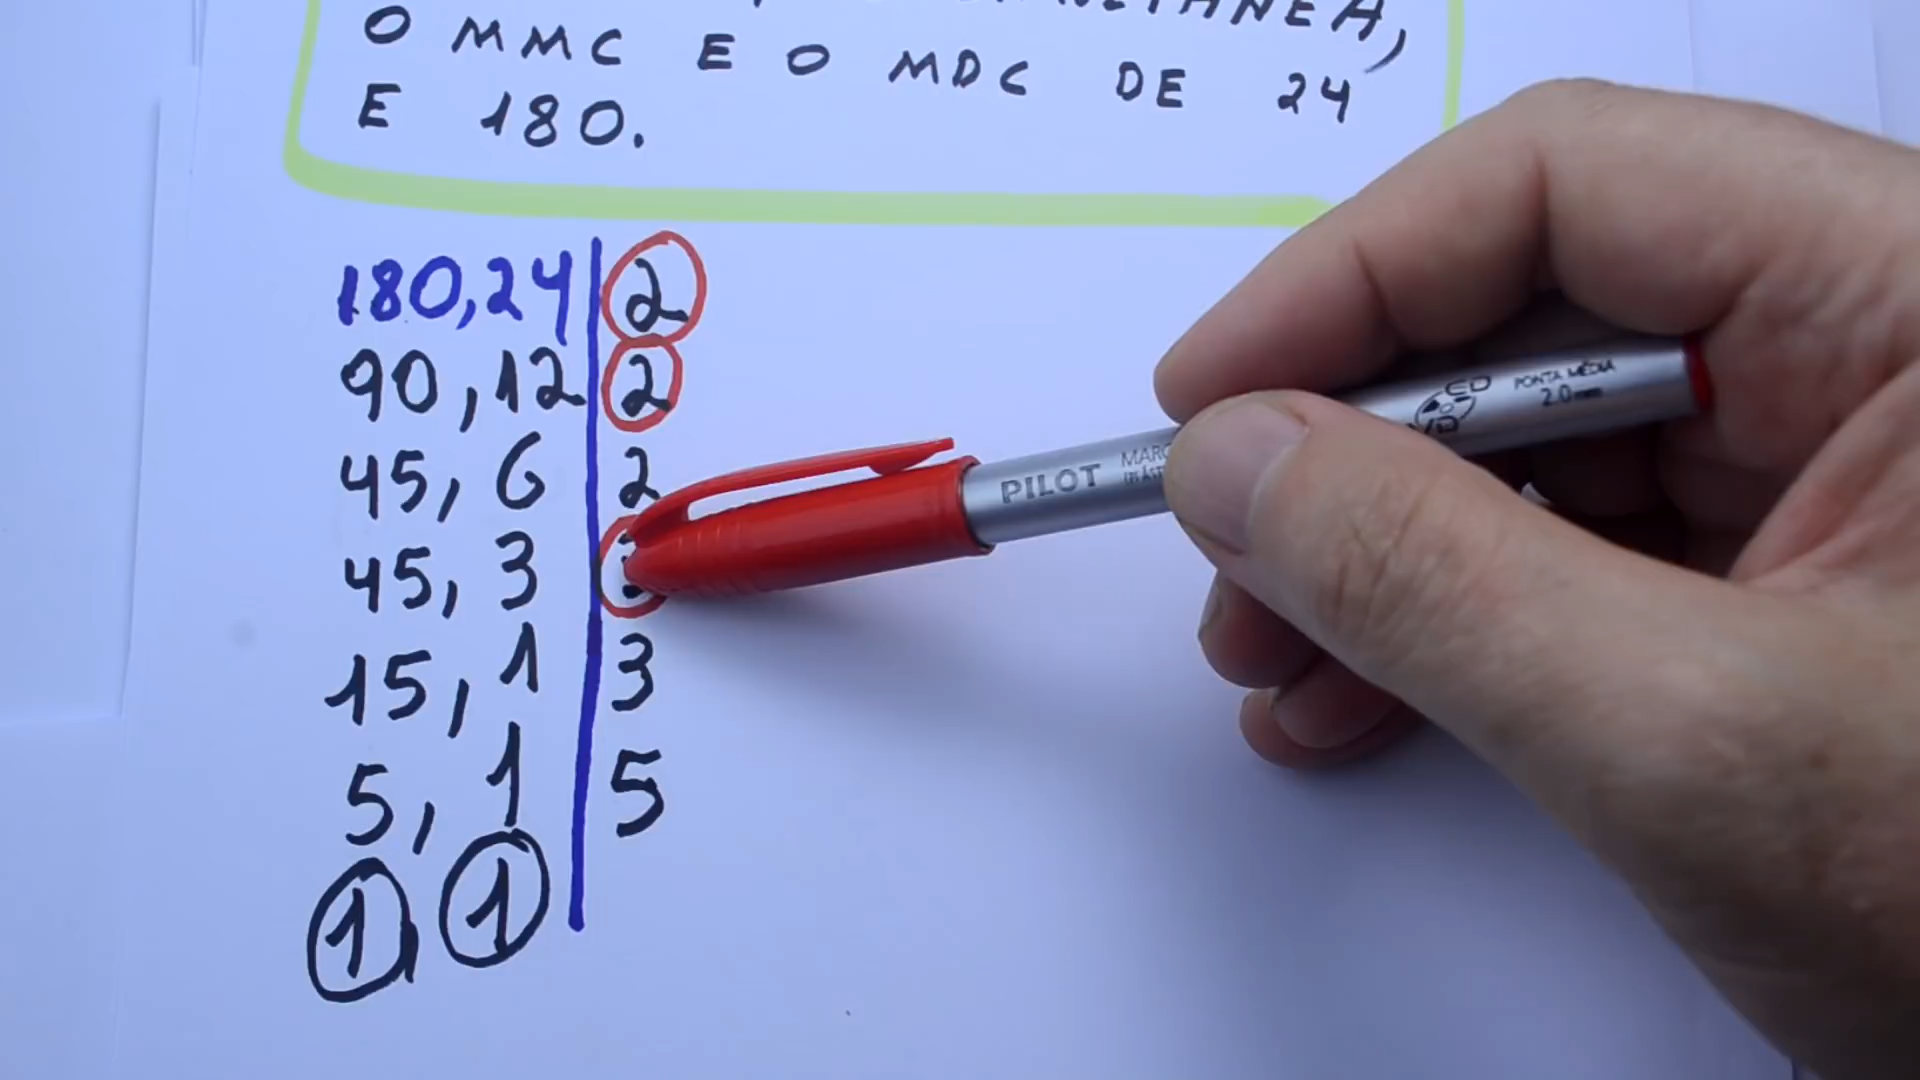 O MMC E O MDC DE 24
E 180.
180,24 2
90,12 2
45,6 2
45,3
15,1 3
5,1 5
1,1
PILOT
PONTA MÉDIA
2.0mm